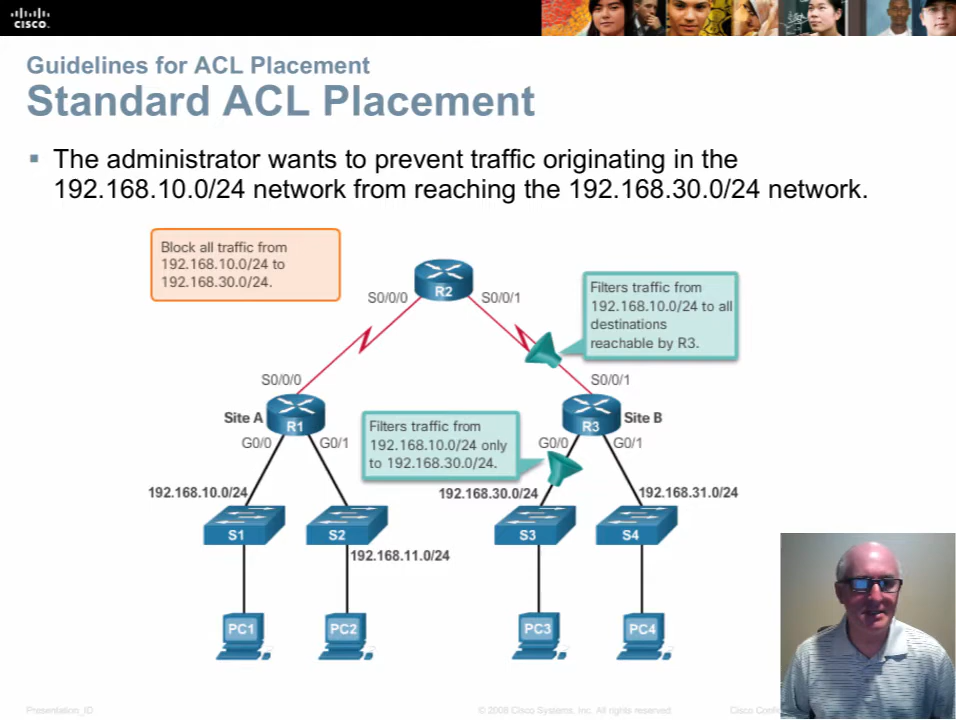 CISCO.
Guidelines for ACL Placement
Standard ACL Placement
The administrator wants to prevent traffic originating in the
192.168.10.0/24 network from reaching the 192.168.30.0/24 network.
Block all traffic from
192.168.10.0/24 to
192.168.30.0/24.
R2
S0/0/0
S0/0/1
Filters traffic from
192.168.10.0/24 to all
destinations
reachable by R3.
S0/0/0
S0/0/1
Site A
R1
R3
Site B
G0/0
G0/1
Filters traffic from
192.168.10.0/24 only
to 192.168.30.0/24.
G0/0
G0/1
192.168.10.0/24
192.168.30.0/24
192.168.31.0/24
S1
S2
S3
S4
192.168.11.0/24
PC1
PC2
PC3
PC4
Presentation_ID
© 2008 Cisco Systems, Inc. All rights reserved.
Cisco